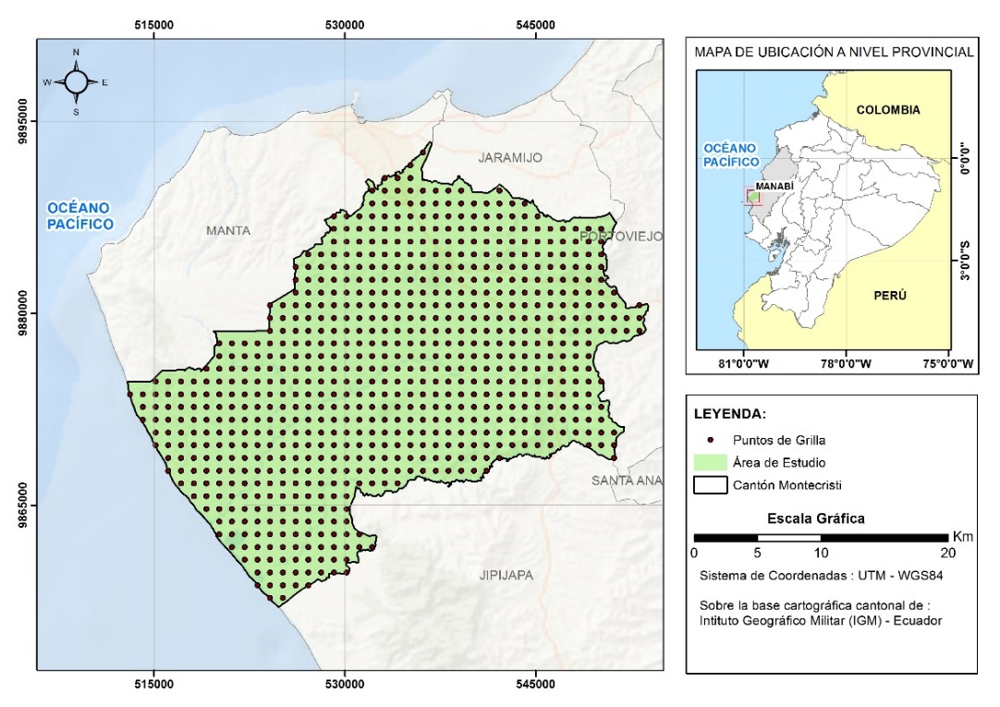 515000
530000
545000
N
W
E
S
9895000
9880000
9865000
JARAMIJO
OCÉANO
PACÍFICO
MANTA
PORTOVIEJO
SANTA ANA
JIPIJAPA
515000
530000
545000
MAPA DE UBICACIÓN A NIVEL PROVINCIAL
COLOMBIA
OCÉANO
PACÍFICO
MANABÍ
PERÚ
0°0'0"
3°0'0"S
81°0'0"W
78°0'0"W
75°0'0"W
LEYENDA:
Puntos de Grilla
Área de Estudio
Cantón Montecristi
Escala Gráfica
Km
0 5 10 20
Sistema de Coordenadas : UTM - WGS84
Sobre la base cartográfica cantonal de :
Intituto Geográfico Militar (IGM) - Ecuador